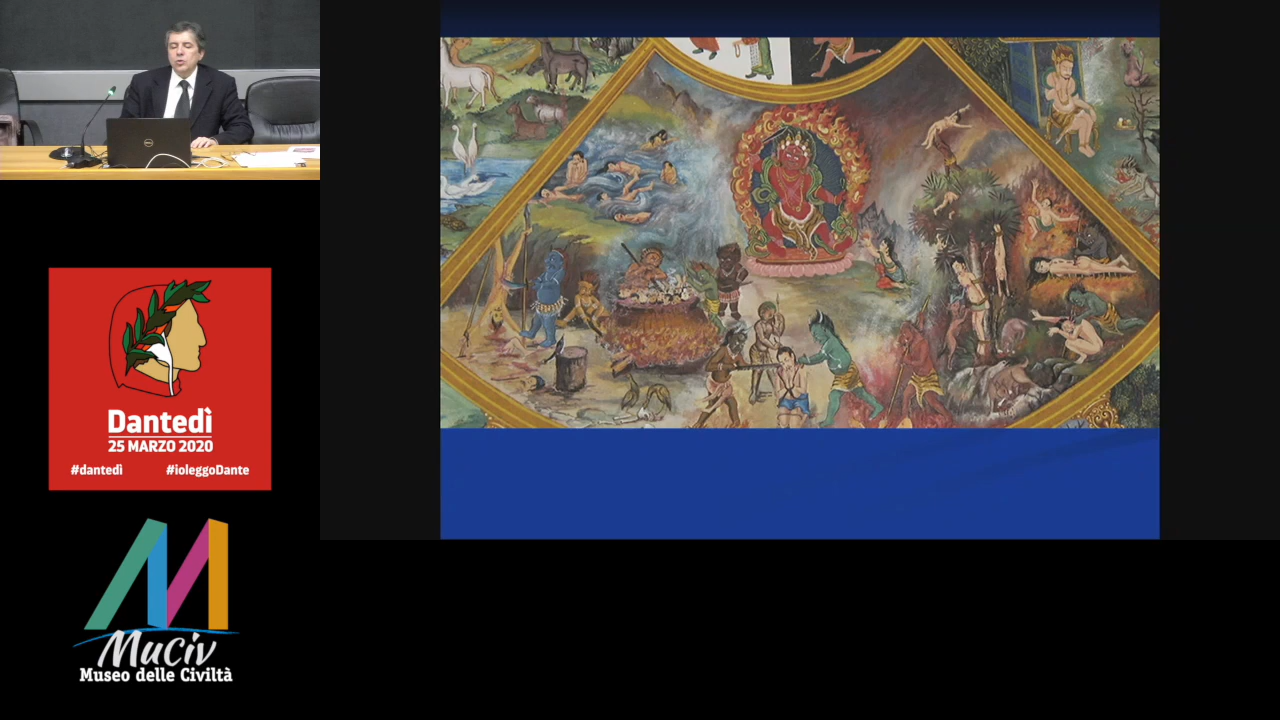 Dantedì
25 MARZO 2020
#dantedì
#ioleggoDante
MuCiv
Museo delle Civiltà